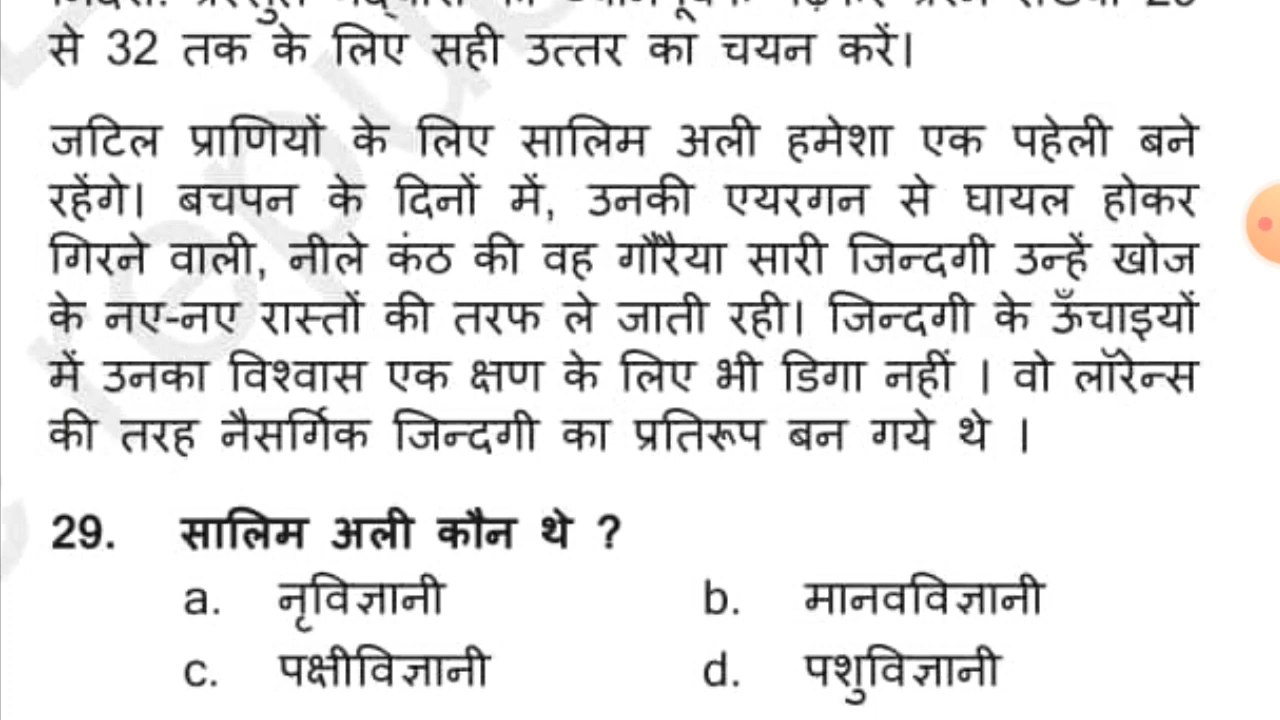 से 32 तक के लिए सही उत्तर का चयन करें।
जटिल प्राणियों के लिए सालिम अली हमेशा एक पहेली बने
रहेंगे। बचपन के दिनों में, उनकी एयरगन से घायल होकर
गिरने वाली, नीले कंठ की वह गौरैया सारी जिन्दगी उन्हें खोज
के नए-नए रास्तों की तरफ ले जाती रही। जिन्दगी के ऊँचाइयों
में उनका विश्वास एक क्षण के लिए भी डिगा नहीं । वो लॉरेन्स
की तरह नैसर्गिक जिन्दगी का प्रतिरूप बन गये थे ।
29. सालिम अली कौन थे ?
a. नृविज्ञानी b. मानवविज्ञानी
c. पक्षीविज्ञानी d. पशुविज्ञानी